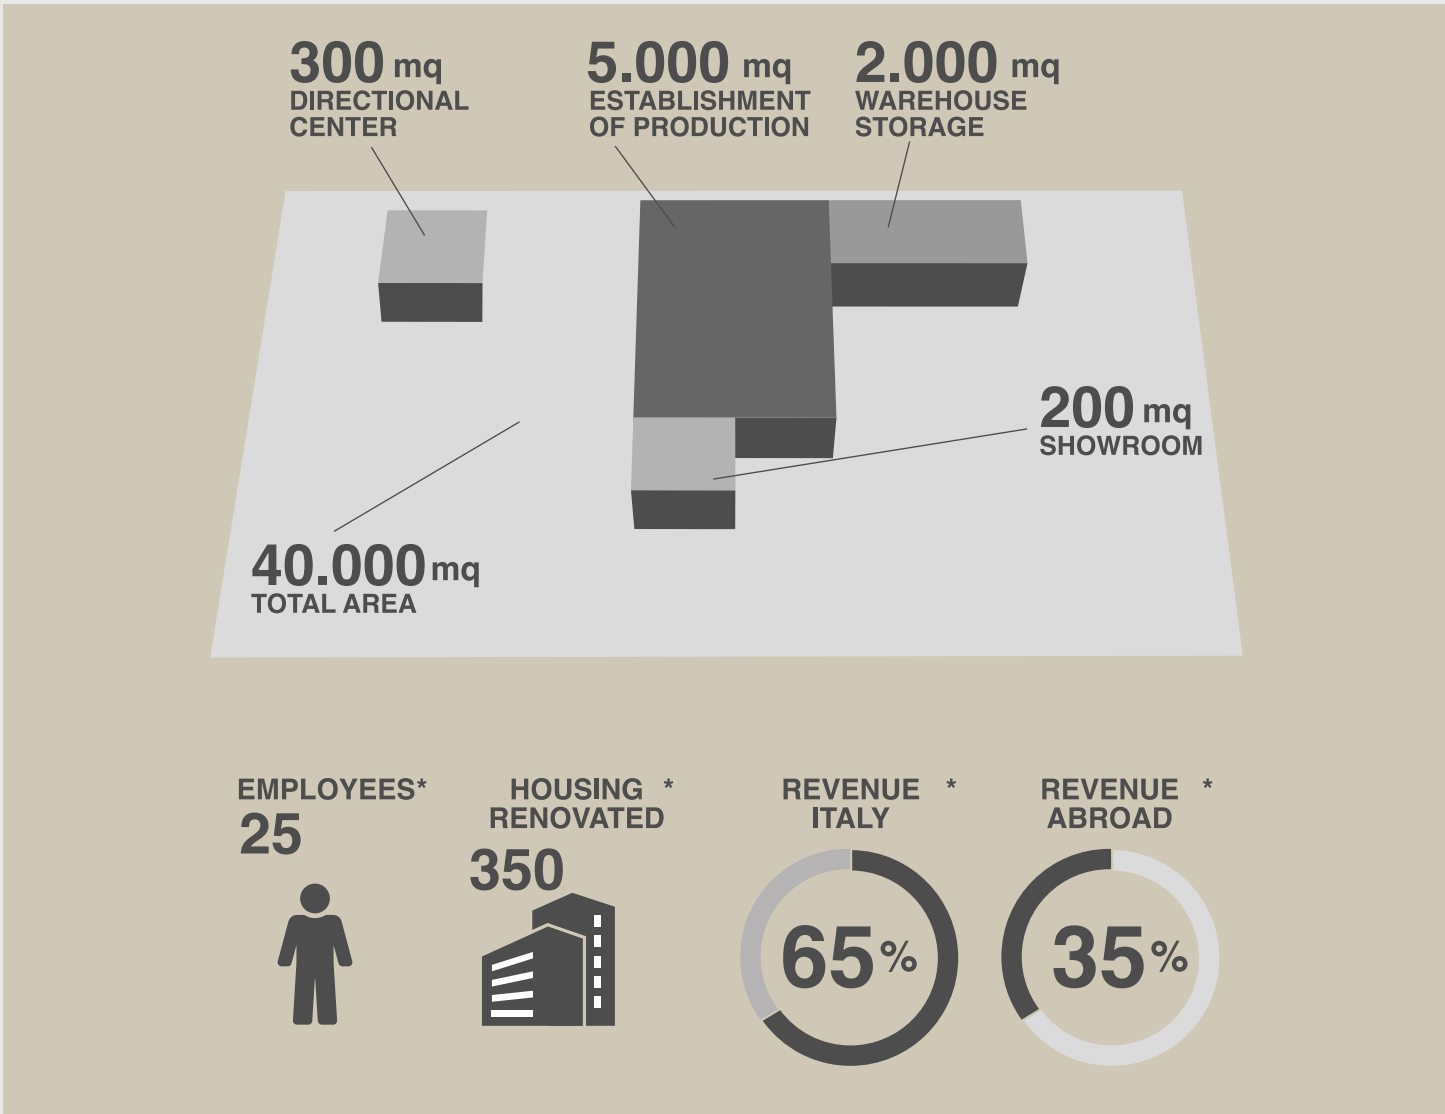 300 mq
DIRECTIONAL
CENTER
5.000 mq
ESTABLISHMENT
OF PRODUCTION
2.000 mq
WAREHOUSE
STORAGE
200 mq
SHOWROOM
40.000 mq
TOTAL AREA
EMPLOYEES*
25
HOUSING *
RENOVATED
350
REVENUE *
ITALY
65%
REVENUE *
ABROAD
35%